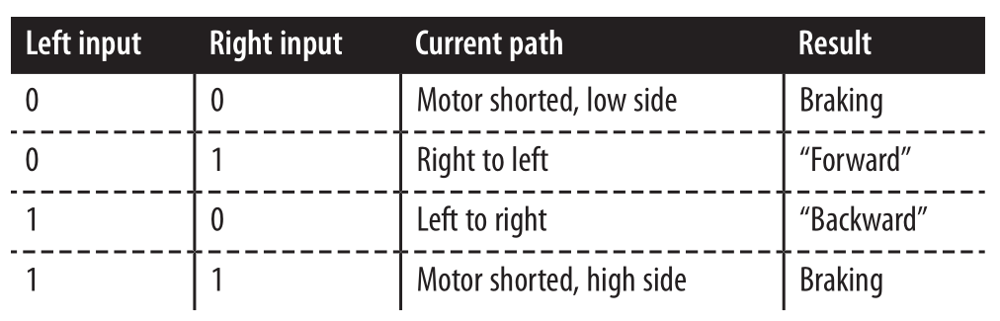 Left input Right input Current path Result
0 0 Motor shorted, low side Braking
0 1 Right to left “Forward”
1 0 Left to right “Backward”
1 1 Motor shorted, high side Braking